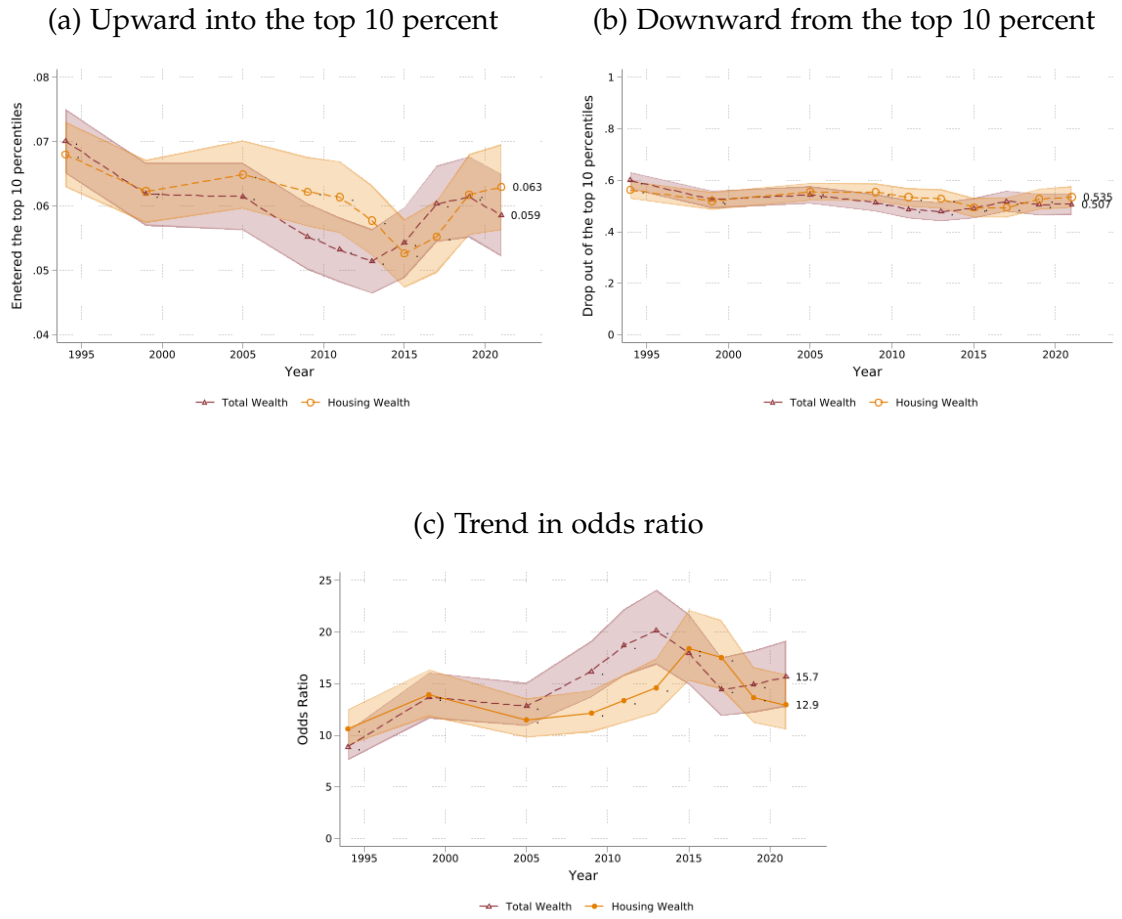 (a) Upward into the top 10 percent
.08
.07
.06
.05
.04
Enetered the top 10 percentiles
0.063
0.059
1995 2000 2005 2010 2015 2020
Year
Total Wealth Housing Wealth
(b) Downward from the top 10 percent
1
.8
.6
.4
.2
0
Drop out of the top 10 percentiles
0.535
0.507
1995 2000 2005 2010 2015 2020
Year
Total Wealth Housing Wealth
(c) Trend in odds ratio
25
20
15
10
5
0
Odds Ratio
15.7
12.9
1995 2000 2005 2010 2015 2020
Year
Total Wealth Housing Wealth